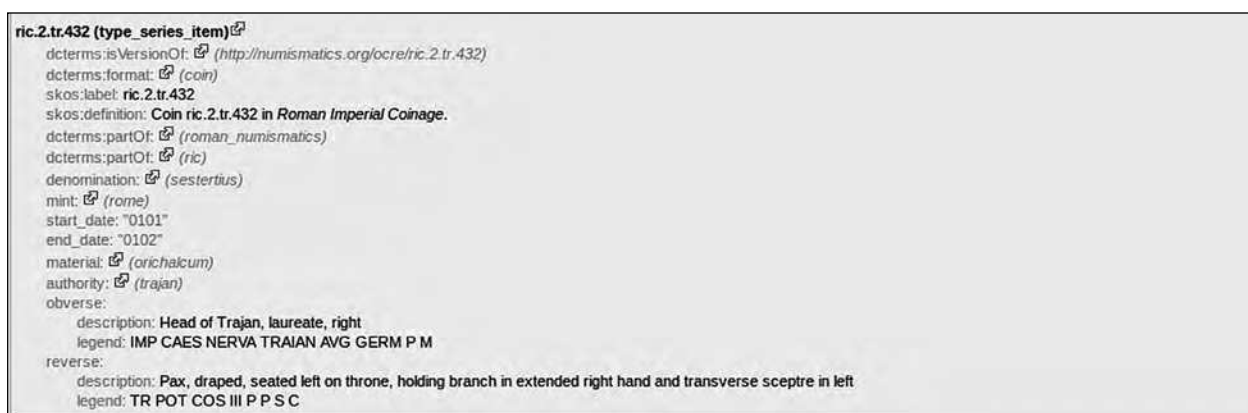 ric.2.tr.432 (type_series_item)
dcterms:isVersionOf: (http://numismatics.org/ocre/ric.2.tr.432)
dcterms:format: (coin)
skos:label: ric.2.tr.432
skos:definition: Coin ric.2.tr.432 in Roman Imperial Coinage.
dcterms:partOf: (roman_numismatics)
dcterms:partOf: (ric)
denomination: (sestertius)
mint: (rome)
start_date: "0101"
end_date: "0102"
material: (orichalcum)
authority: (trajan)
obverse:
description: Head of Trajan, laureate, right
legend: IMP CAES NERVA TRAIAN AVG GERM P M
reverse:
description: Pax, draped, seated left on throne, holding branch in extended right hand and transverse sceptre in left
legend: TR POT COS III P P S C